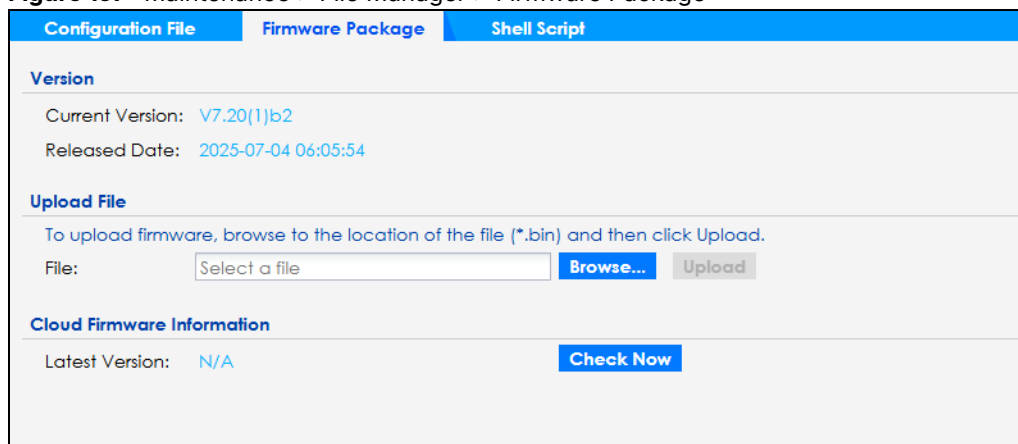 Configuration File Firmware Package Shell Script
Version
Current Version: V7.20(1)b2
Released Date: 2025-07-04 06:05:54
Upload File
To upload firmware, browse to the location of the file (*.bin) and then click Upload.
File: Select a file Browse... Upload
Cloud Firmware Information
Latest Version: N/A Check Now